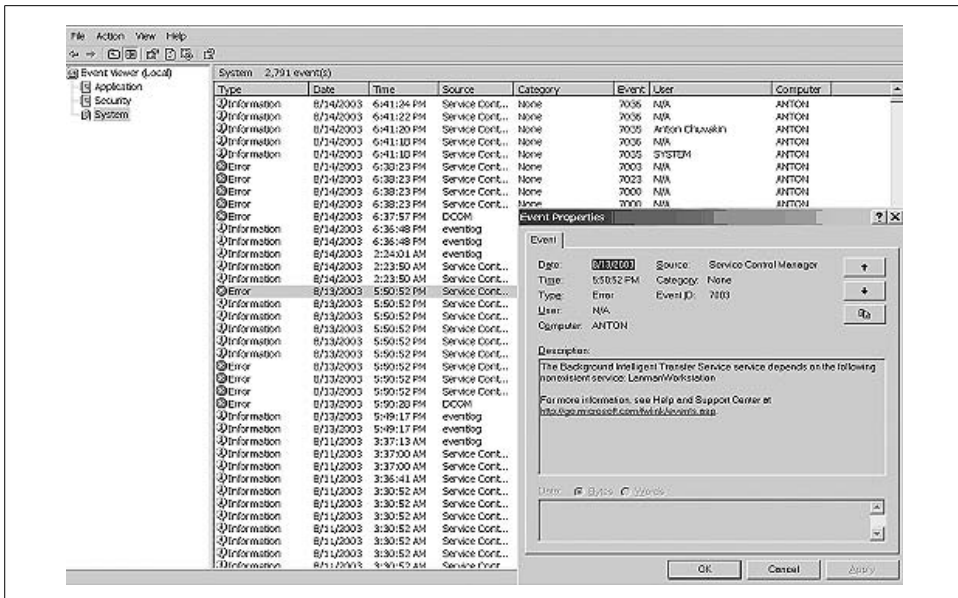 File Action View Help
Event Viewer (Local)
Application
Security
System
System 2,791 event(s)
Type Date Time Source Category Event User Computer
Information 8/14/2003 6:41:24 PM Service Cont... None 7036 N/A ANTON
Information 8/14/2003 6:41:22 PM Service Cont... None 7036 N/A ANTON
Information 8/14/2003 6:41:20 PM Service Cont... None 7035 Anton Chuvakin ANTON
Information 8/14/2003 6:41:18 PM Service Cont... None 7036 N/A ANTON
Information 8/14/2003 6:41:18 PM Service Cont... None 7035 SYSTEM ANTON
Error 8/14/2003 6:38:23 PM Service Cont... None 7003 N/A ANTON
Error 8/14/2003 6:38:23 PM Service Cont... None 7023 N/A ANTON
Error 8/14/2003 6:38:23 PM Service Cont... None 7000 N/A ANTON
Error 8/14/2003 6:38:23 PM Service Cont... None 7000 N/A ANTON
Error 8/14/2003 6:37:57 PM DCOM
Information 8/14/2003 6:36:48 PM eventlog
Information 8/14/2003 6:36:48 PM eventlog
Information 8/14/2003 2:24:01 AM eventlog
Information 8/14/2003 2:23:50 AM Service Cont...
Information 8/14/2003 2:23:50 AM Service Cont...
Error 8/13/2003 5:50:52 PM Service Cont...
Information 8/13/2003 5:50:52 PM Service Cont...
Information 8/13/2003 5:50:52 PM Service Cont...
Information 8/13/2003 5:50:52 PM Service Cont...
Information 8/13/2003 5:50:52 PM Service Cont...
Information 8/13/2003 5:50:52 PM Service Cont...
Error 8/13/2003 5:50:52 PM Service Cont...
Error 8/13/2003 5:50:52 PM Service Cont...
Error 8/13/2003 5:50:52 PM Service Cont...
Error 8/13/2003 5:50:28 PM DCOM
Information 8/13/2003 5:49:17 PM eventlog
Information 8/13/2003 5:49:17 PM eventlog
Information 8/11/2003 3:37:13 AM eventlog
Information 8/11/2003 3:37:00 AM Service Cont...
Information 8/11/2003 3:37:00 AM Service Cont...
Information 8/11/2003 3:36:41 AM Service Cont...
Information 8/11/2003 3:30:52 AM Service Cont...
Information 8/11/2003 3:30:52 AM Service Cont...
Information 8/11/2003 3:30:52 AM Service Cont...
Information 8/11/2003 3:30:52 AM Service Cont...
Information 8/11/2003 3:30:52 AM Service Cont...
Event Properties
Event
Date: 8/13/2003 Source: Service Control Manager
Time: 5:50:52 PM Category: None
Type: Error Event ID: 7003
User: N/A
Computer: ANTON
Description:
The Background Intelligent Transfer Service service depends on the following
nonexistent service: LanmanWorkstation
For more information, see Help and Support Center at
http://go.microsoft.com/fwlink/events.asp.
Data: Bytes Words
OK Cancel Apply